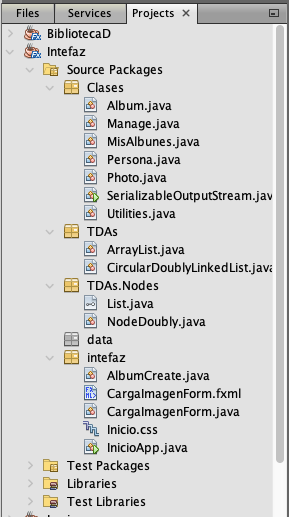 Files Services Projects
BibliotecaD
Intefaz
Source Packages
Clases
Album.java
Manage.java
MisAlbunes.java
Persona.java
Photo.java
SerializableOutputStream.jav
Utilities.java
TDAs
ArrayList.java
CircularDoublyLinkedList.java
TDAs.Nodes
List.java
NodeDoubly.java
data
intefaz
AlbumCreate.java
CargaImagenForm.fxml
CargaImagenForm.java
Inicio.css
InicioApp.java
Test Packages
Libraries
Test Libraries